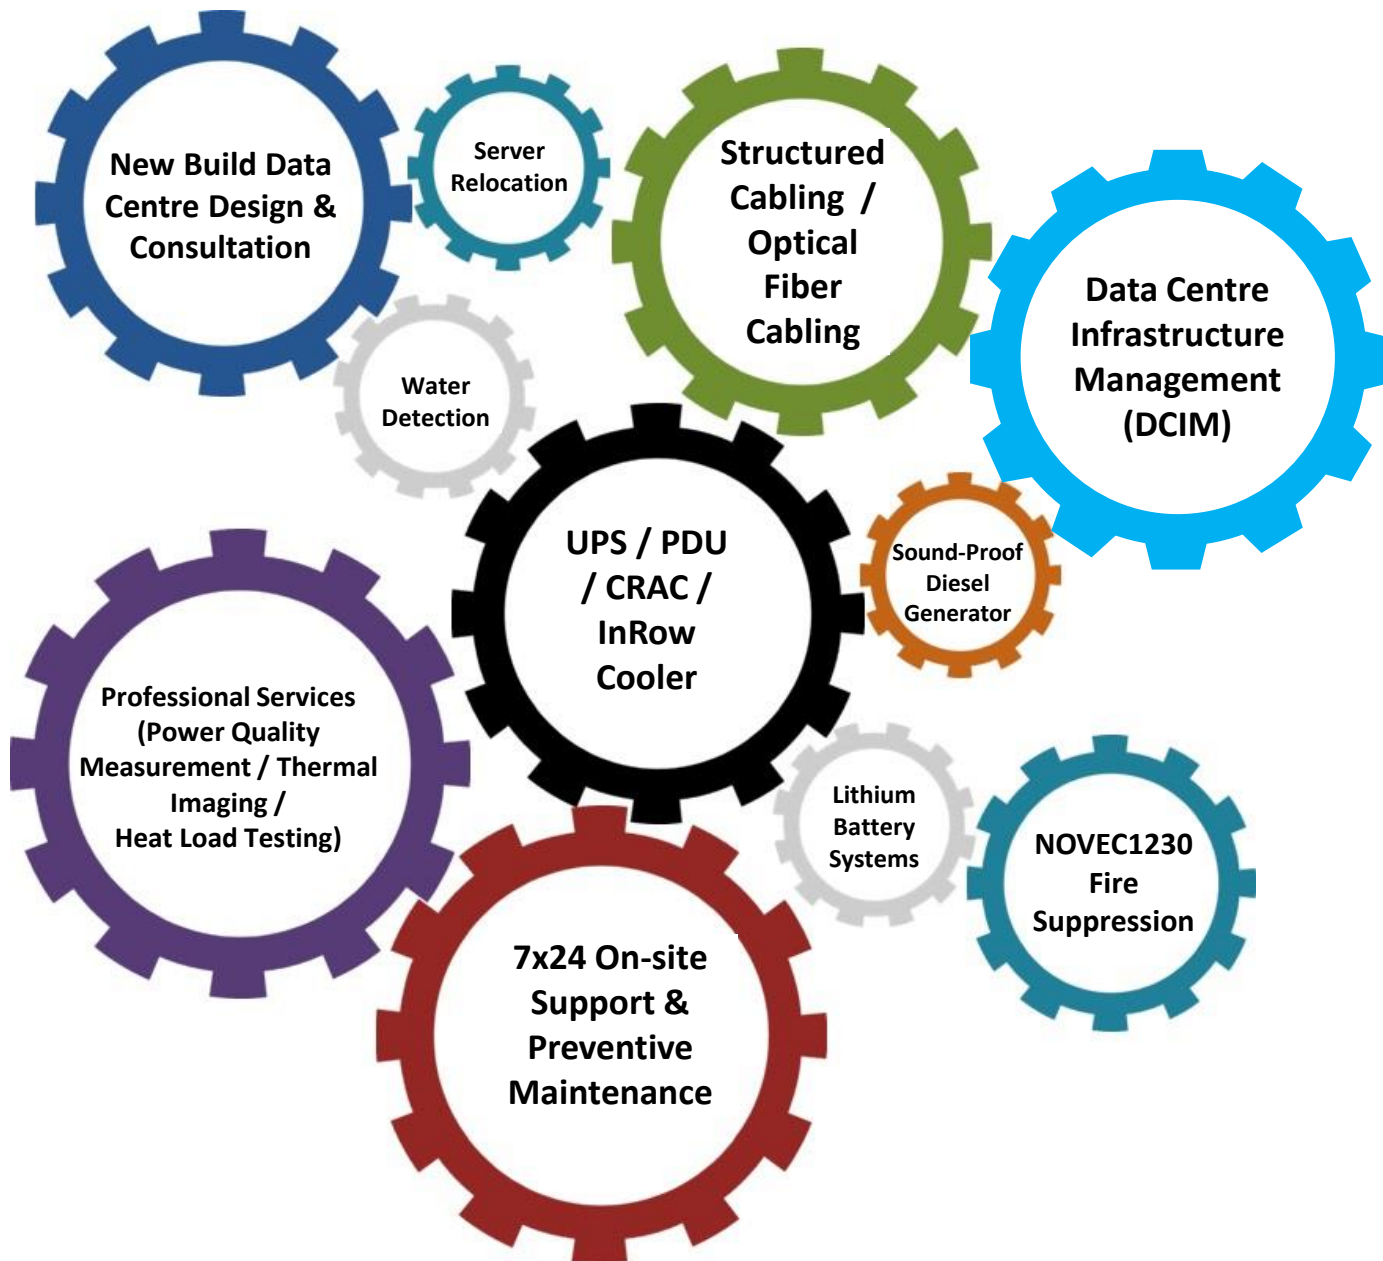 New Build Data
Centre Design &
Consultation
Server
Relocation
Structured
Cabling /
Optical
Fiber
Cabling
Data Centre
Infrastructure
Management
(DCIM)
Water
Detection
UPS / PDU
/ CRAC /
InRow
Cooler
Sound-Proof
Diesel
Generator
Professional Services
(Power Quality
Measurement / Thermal
Imaging /
Heat Load Testing)
Lithium
Battery
Systems
NOVEC1230
Fire
Suppression
7x24 On-site
Support &
Preventive
Maintenance